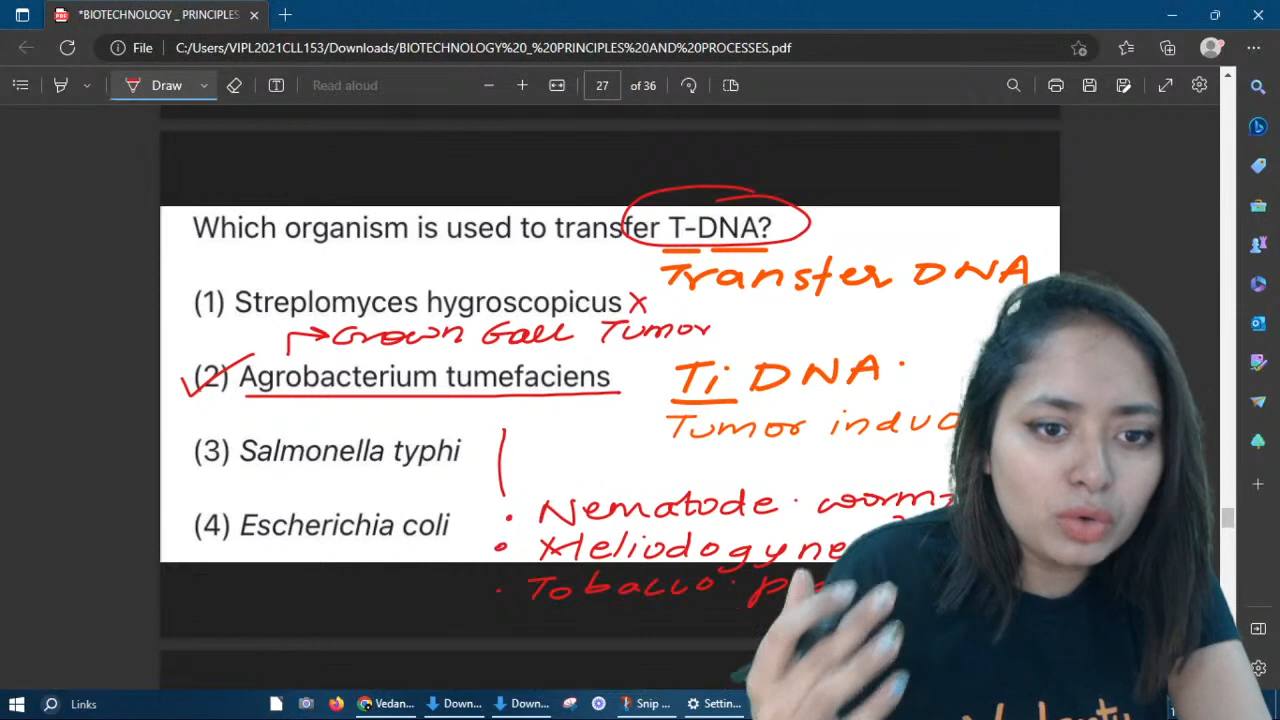 *BIOTECHNOLOGY _ PRINCIPLES
File C:/Users/VIPL2021CLL153/Downloads/BIOTECHNOLOGY%20_%20PRINCIPLES%20AND%20PROCESSES.pdf
Draw Read aloud 27 of 36
Which organism is used to transfer T-DNA?
Transfer DNA
(1) Streplomyces hygroscopicus x
Grown Gall Tumor
(2) Agrobacterium tumefaciens
Ti DNA
Tumor induc
(3) Salmonella typhi
Nematode worm
(4) Escherichia coli
Meliodogyne
Tobacco
Links Vedan... Down... Down... Snip ... Settin...